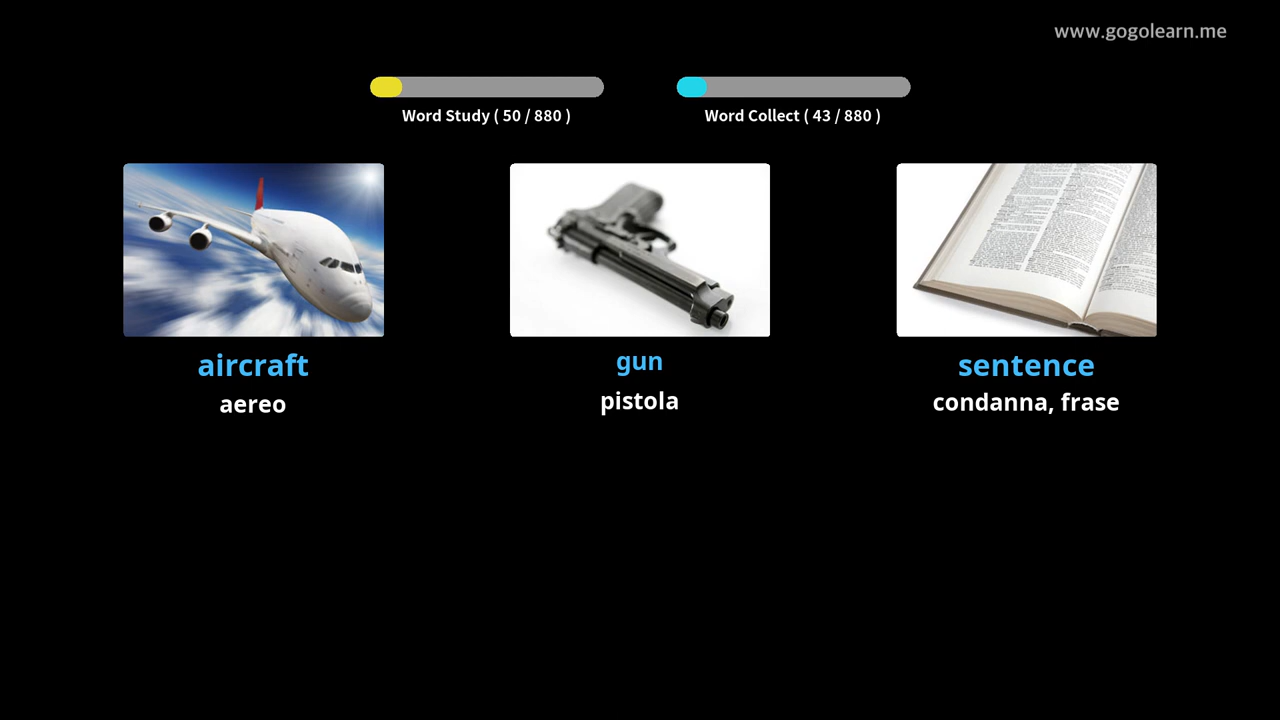 www.gogolearn.me
Word Study ( 50 / 880 )
Word Collect ( 43 / 880 )
aircraft
aereo
gun
pistola
sentence
condanna, frase